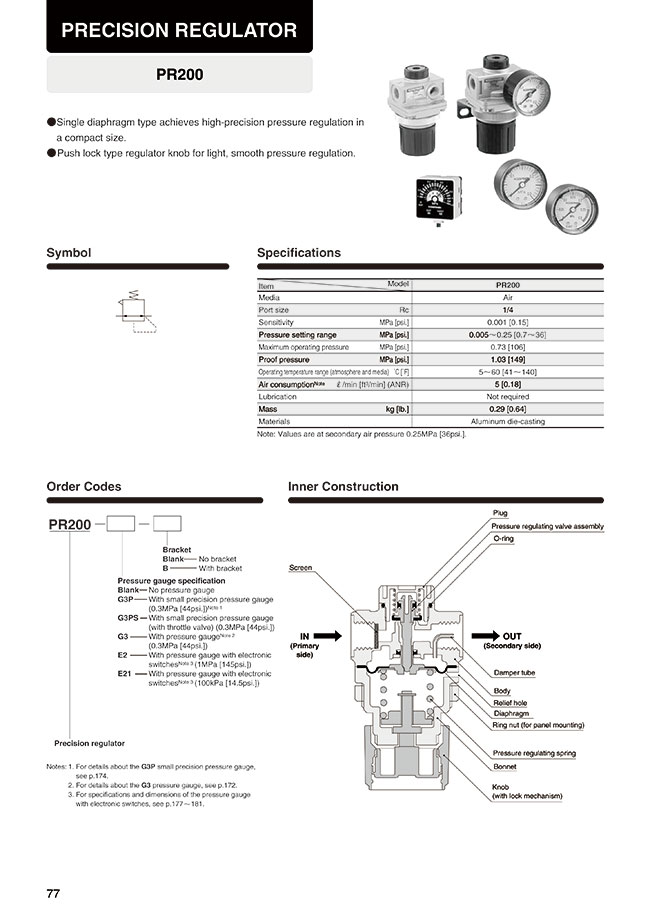 PRECISION REGULATOR
PR200
●Single diaphragm type achieves high-precision pressure regulation in
a compact size.
●Push lock type regulator knob for light, smooth pressure regulation.
Symbol
Specifications
Item Model PR200
Media Air
Port size Rc 1/4
Sensitivity MPa [psi.] 0.001 [0.15]
Pressure setting range MPa [psi.] 0.005～0.25 [0.7～36]
Maximum operating pressure MPa [psi.] 0.73 [106]
Proof pressure MPa [psi.] 1.03 [149]
Operating temperature range (atmosphere and media) °C [°F] 5～60 [41～140]
Air consumptionNote ℓ/min [ft³/min] (ANR) 5 [0.18]
Lubrication Not required
Mass kg [lb.] 0.29 [0.64]
Materials Aluminum die-casting
Note: Values are at secondary air pressure 0.25MPa [36psi.].
Order Codes
PR200 – –
Bracket
Blank — No bracket
B — With bracket
Pressure gauge specification
Blank — No pressure gauge
G3P — With small precision pressure gauge
(0.3MPa [44psi.])Note 1
G3PS — With small precision pressure gauge
(with throttle valve) (0.3MPa [44psi.])
G3 — With pressure gaugeNote 2
(0.3MPa [44psi.])
E2 — With pressure gauge with electronic
switchesNote 3 (1MPa [145psi.])
E21 — With pressure gauge with electronic
switchesNote 3 (100kPa [14.5psi.])
Precision regulator
Notes: 1. For details about the G3P small precision pressure gauge,
see p.174.
2. For details about the G3 pressure gauge, see p.172.
3. For specifications and dimensions of the pressure gauge
with electronic switches, see p.177～181.
Inner Construction
Plug
Pressure regulating valve assembly
O-ring
Screen
IN
(Primary
side)
OUT
(Secondary side)
Damper tube
Body
Relief hole
Diaphragm
Ring nut (for panel mounting)
Pressure regulating spring
Bonnet
Knob
(with lock mechanism)
77